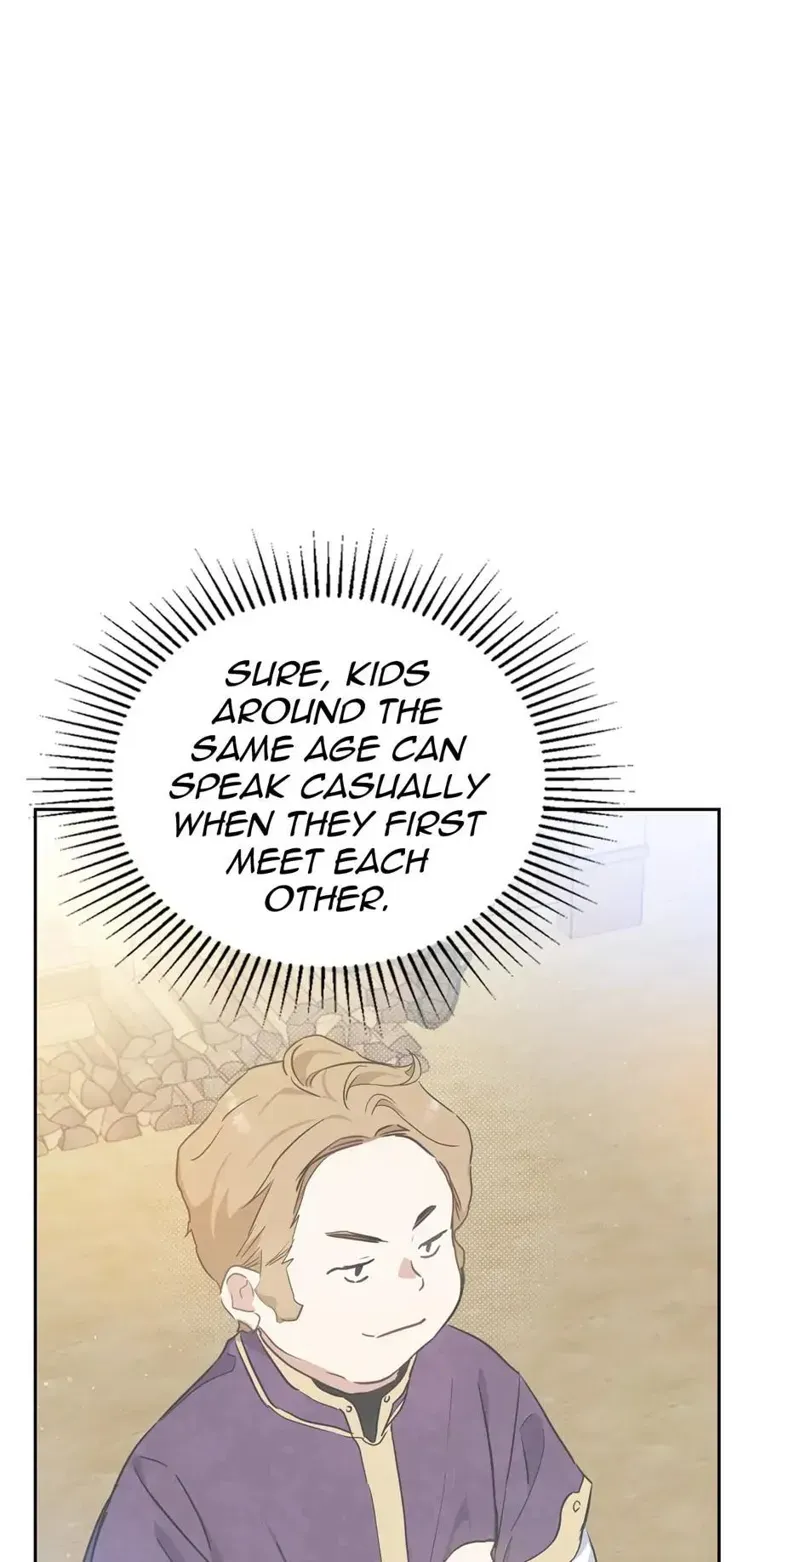 SURE, KIDS
AROUND THE
SAME AGE CAN
SPEAK CASUALLY
WHEN THEY FIRST
MEET EACH
OTHER.